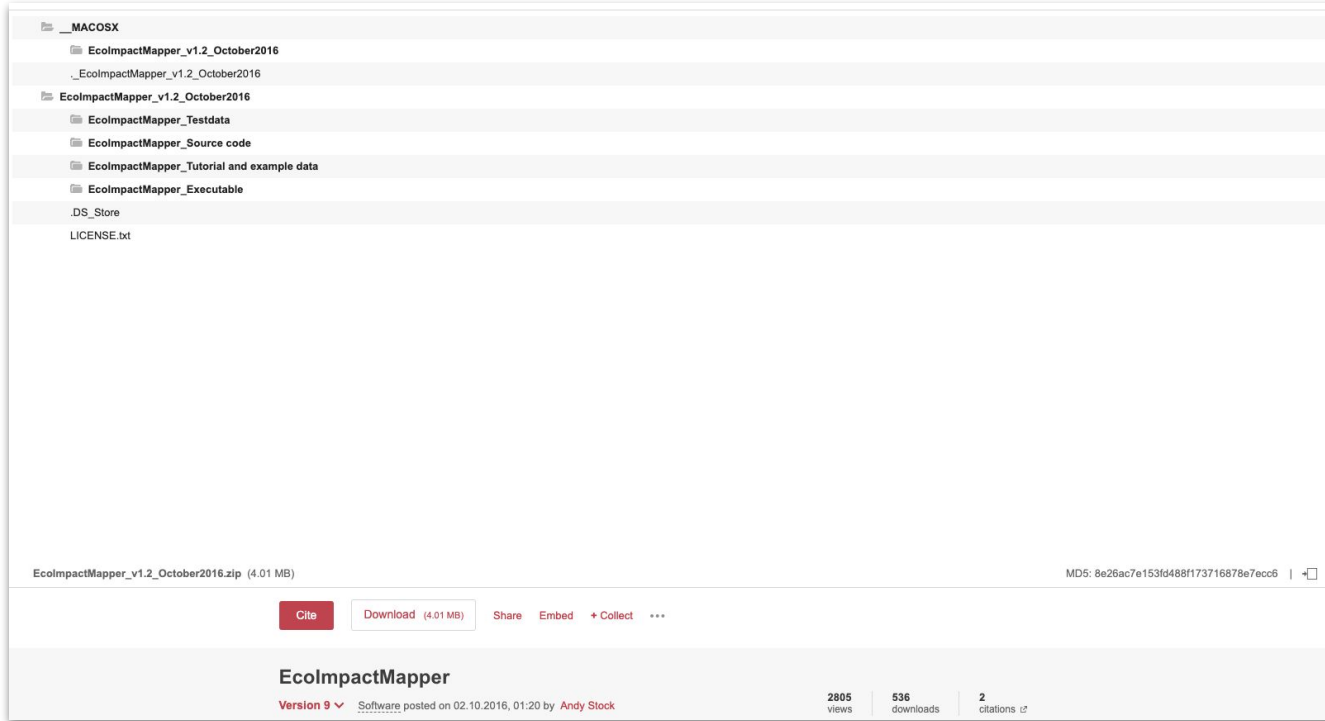 __MACOSX
EcoImpactMapper_v1.2_October2016
._EcoImpactMapper_v1.2_October2016
EcoImpactMapper_v1.2_October2016
EcoImpactMapper_Testdata
EcoImpactMapper_Source code
EcoImpactMapper_Tutorial and example data
EcoImpactMapper_Executable
.DS_Store
LICENSE.txt
EcoImpactMapper_v1.2_October2016.zip (4.01 MB) MD5: 8e26ac7e153fd488f173716878e7ecc6 |
Cite Download (4.01 MB) Share Embed + Collect •••
EcoImpactMapper
Version 9 Software posted on 02.10.2016, 01:20 by Andy Stock
2805 536 2
views downloads citations